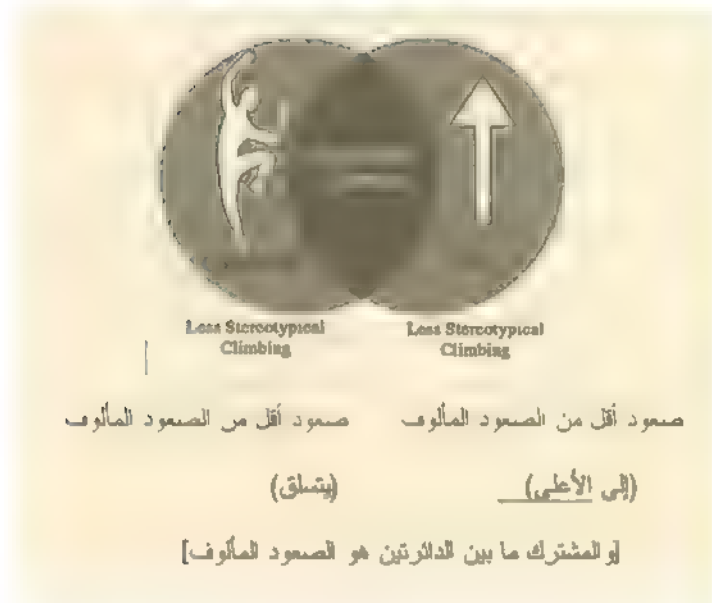 Less Stereotypical Climbing
Less Stereotypical Climbing
صعود أقل من الصعود المألوف صعود أقل من الصعود المألوف
(إلى الأعلى) (يتسلق)
[والمشترك ما بين الدائرتين هو الصعود المألوف]